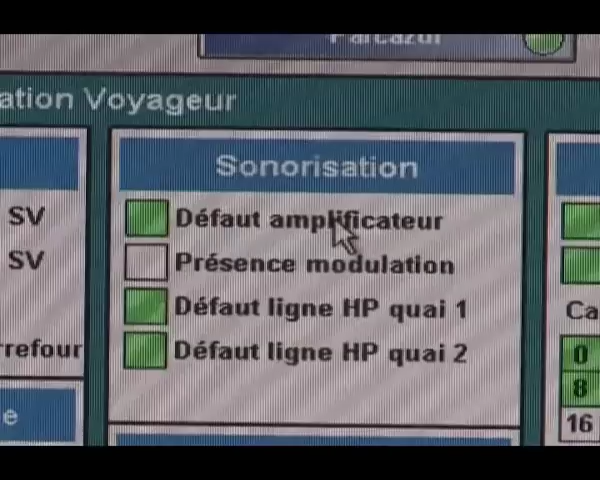 Parcazur
ation Voyageur
Sonorisation
SV
Défaut amplificateur
SV
Présence modulation
Défaut ligne HP quai 1
Ca
rrefour
Défaut ligne HP quai 2
0
8
e
16